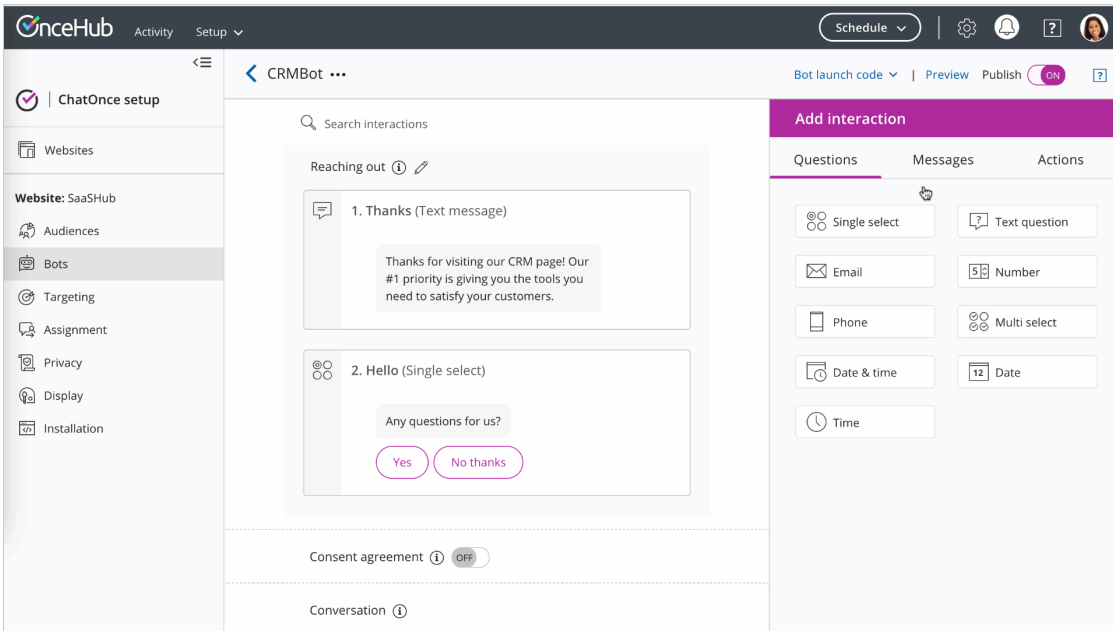 OnceHub Activity Setup Schedule ?
CRMBot ••• Bot launch code | Preview Publish ON ?
ChatOnce setup
Websites
Website: SaaSHub
Audiences
Bots
Targeting
Assignment
Privacy
Display
Installation
Search interactions
Reaching out i
1. Thanks (Text message)
Thanks for visiting our CRM page! Our
#1 priority is giving you the tools you
need to satisfy your customers.
2. Hello (Single select)
Any questions for us?
Yes No thanks
Consent agreement i OFF
Conversation i
Add interaction
Questions Messages Actions
Single select ? Text question
Email 5 Number
Phone Multi select
Date & time 12 Date
Time